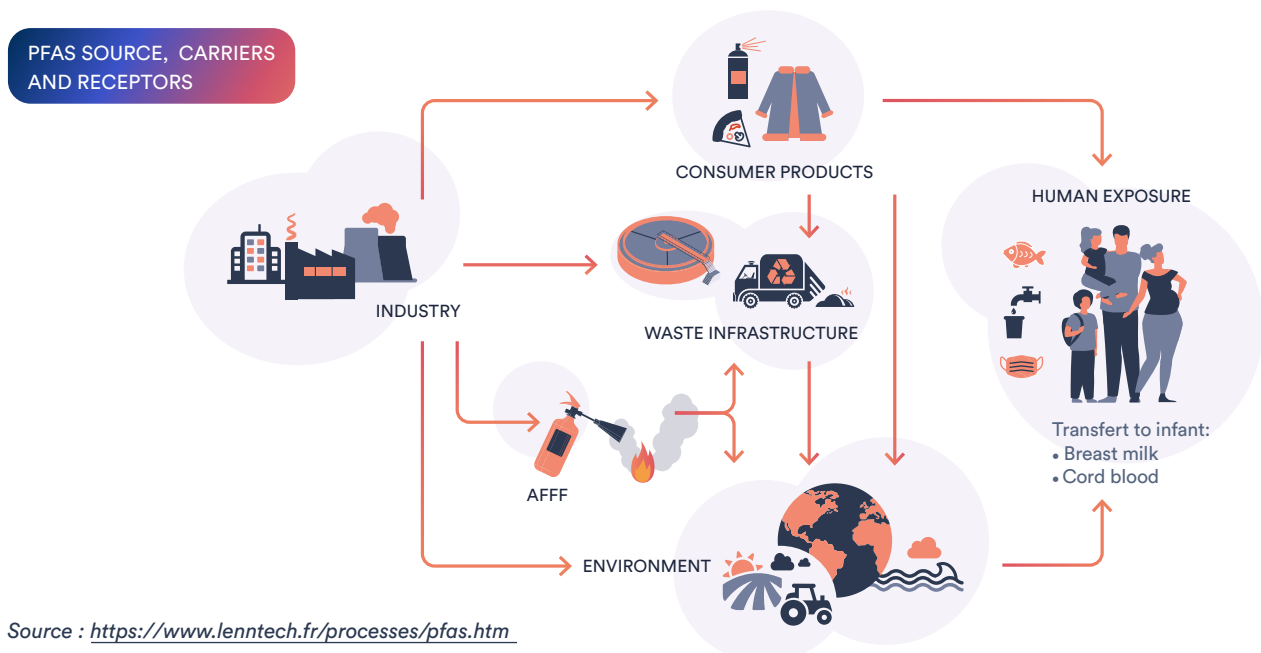 PFAS SOURCE, CARRIERS
AND RECEPTORS
CONSUMER PRODUCTS
HUMAN EXPOSURE
INDUSTRY
WASTE INFRASTRUCTURE
Transfert to infant:
• Breast milk
• Cord blood
AFFF
ENVIRONMENT
Source : https://www.lenntech.fr/processes/pfas.htm